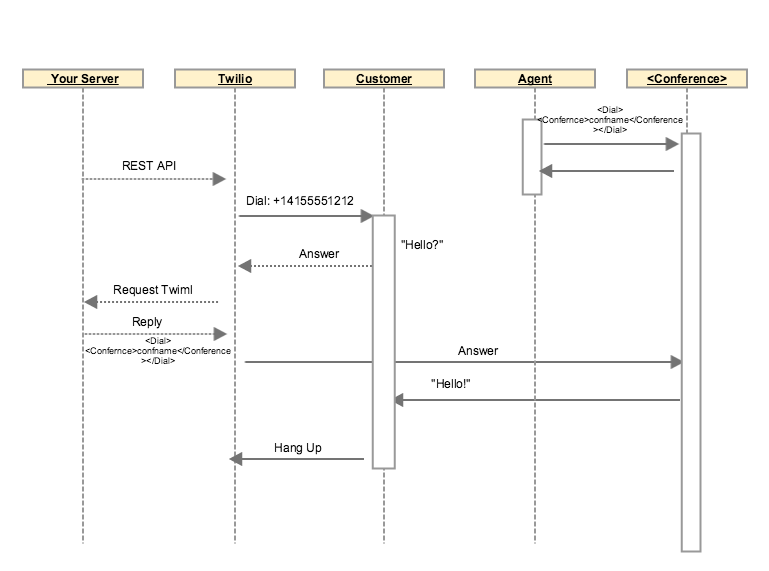 Your Server
Twilio
Customer
Agent
<Conference>
<Dial>
<Confernce>confname</Conference
></Dial>
REST API
Dial: +14155551212
"Hello?"
Answer
Request Twiml
Reply
<Dial>
<Confernce>confname</Conference
></Dial>
Answer
"Hello!"
Hang Up